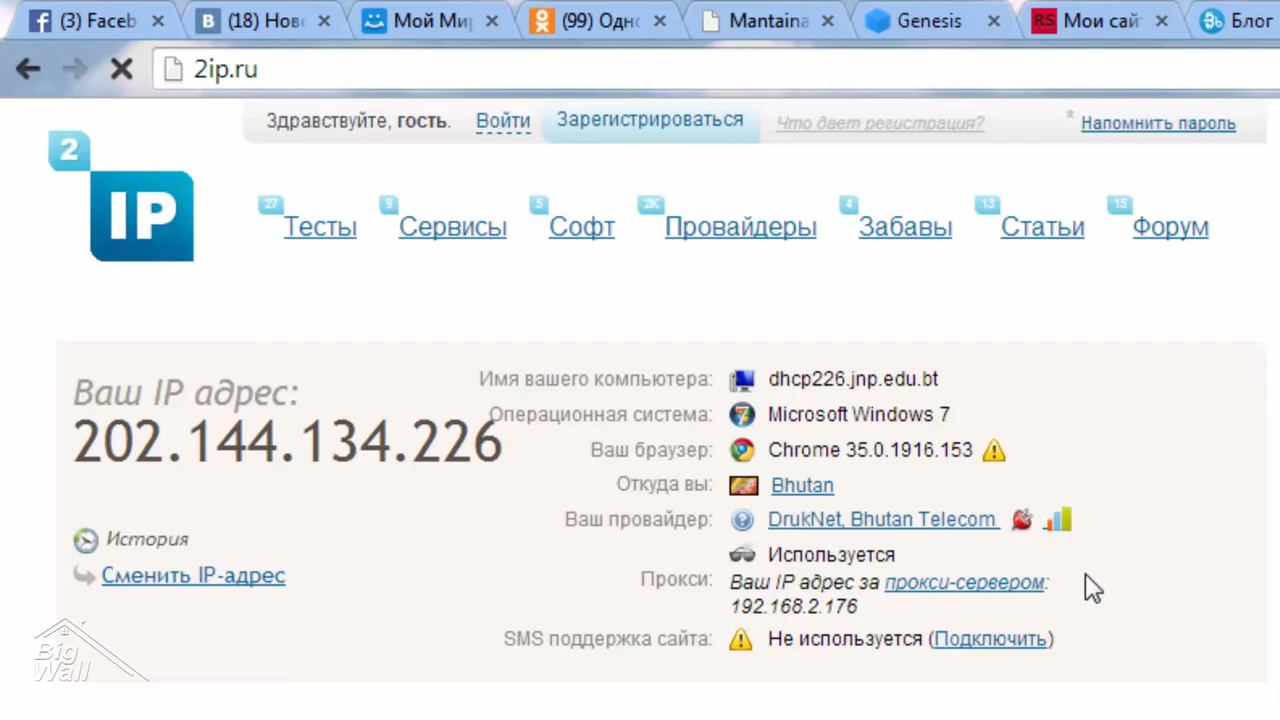 (3) Faceb
(18) Нов
Мой Ми
(99) Одн
Mantaina
Genesis
Мои сай
Блог
2ip.ru
Здравствуйте, гость. Войти Зарегистрироваться Что дает регистрация? * Напомнить пароль
2
IP
27 Тесты 9 Сервисы 5 Софт 2K Провайдеры 4 Забавы 13 Статьи 15 Форум
Ваш IP адрес:
202.144.134.226
История
Сменить IP-адрес
Имя вашего компьютера: dhcp226.jnp.edu.bt
Операционная система: Microsoft Windows 7
Ваш браузер: Chrome 35.0.1916.153
Откуда вы: Bhutan
Ваш провайдер: DrukNet, Bhutan Telecom
Используется
Прокси: Ваш IP адрес за прокси-сервером:
192.168.2.176
SMS поддержка сайта: Не используется (Подключить)
Big
Wall